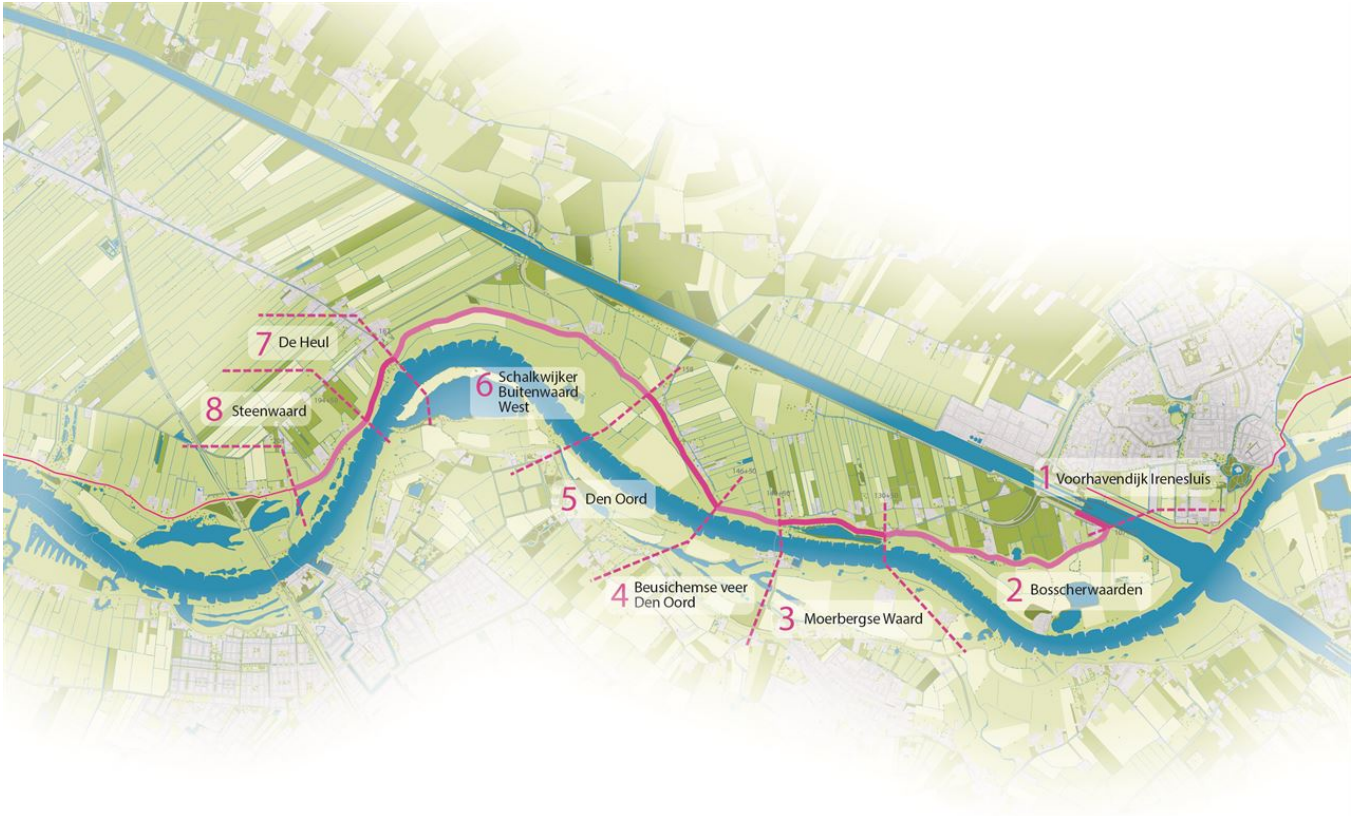 7 De Heul
8 Steenwaard
6 Schalkwijker
Buitenwaard
West
5 Den Oord
1 Voorhavendijk Irenesluis
4 Beusichemse veer
Den Oord
3 Moerbergse Waard
2 Bosscherwaarden